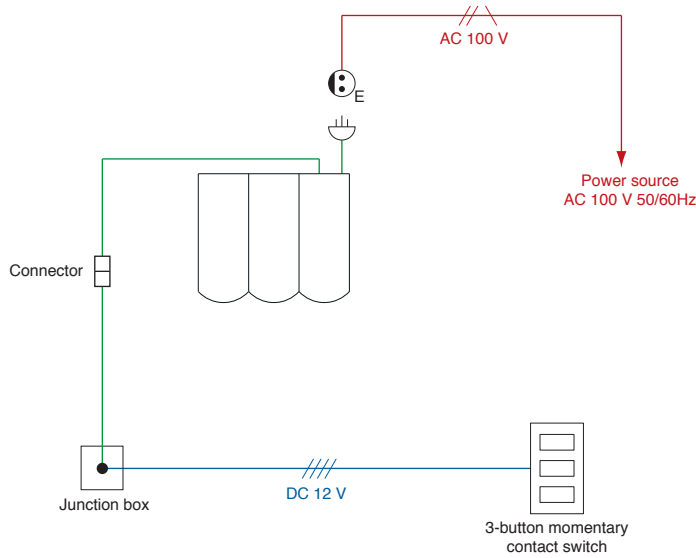 AC 100 V
E
Power source
AC 100 V 50/60Hz
Connector
Junction box
DC 12 V
3-button momentary
contact switch